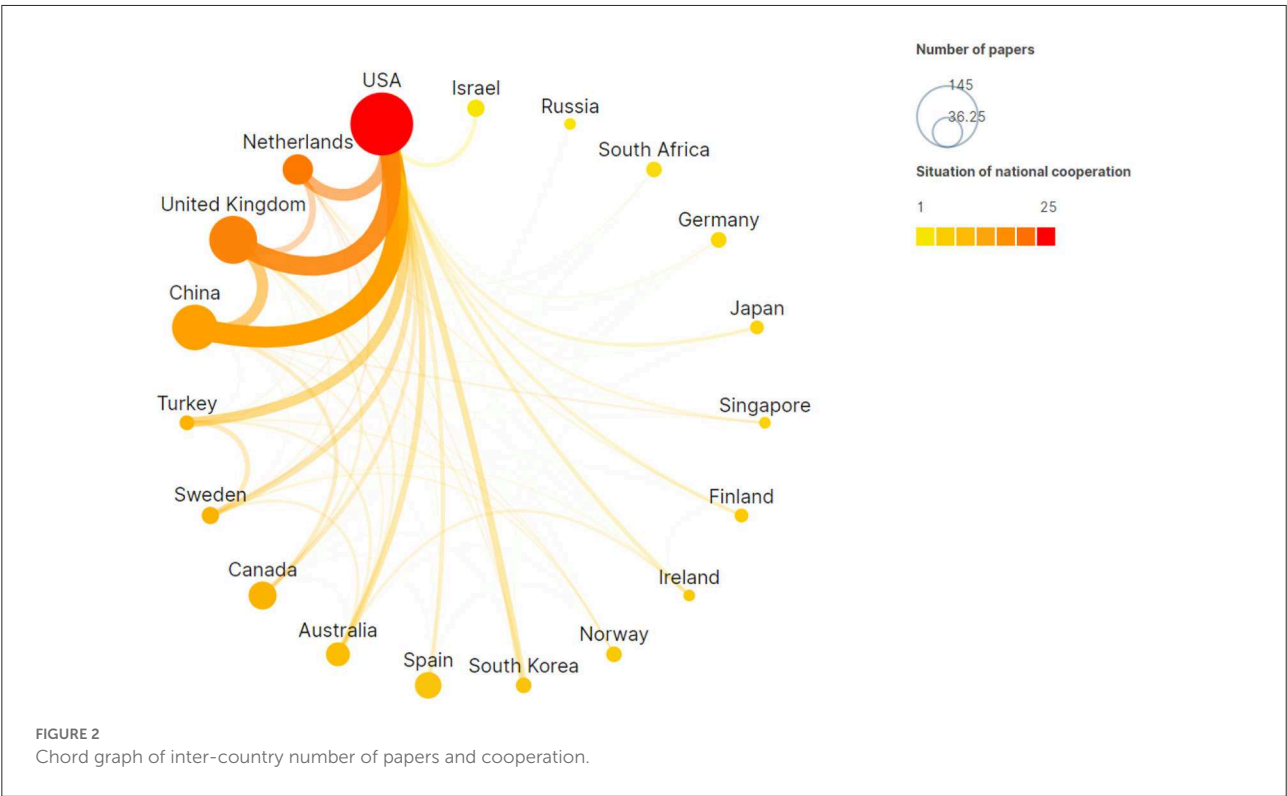 USA
Israel
Russia
Netherlands
South Africa
United Kingdom
Germany
China
Japan
Turkey
Singapore
Sweden
Finland
Canada
Ireland
Australia
Norway
Spain
South Korea
Number of papers
145
36.25
Situation of national cooperation
1 25
FIGURE 2
Chord graph of inter-country number of papers and cooperation.